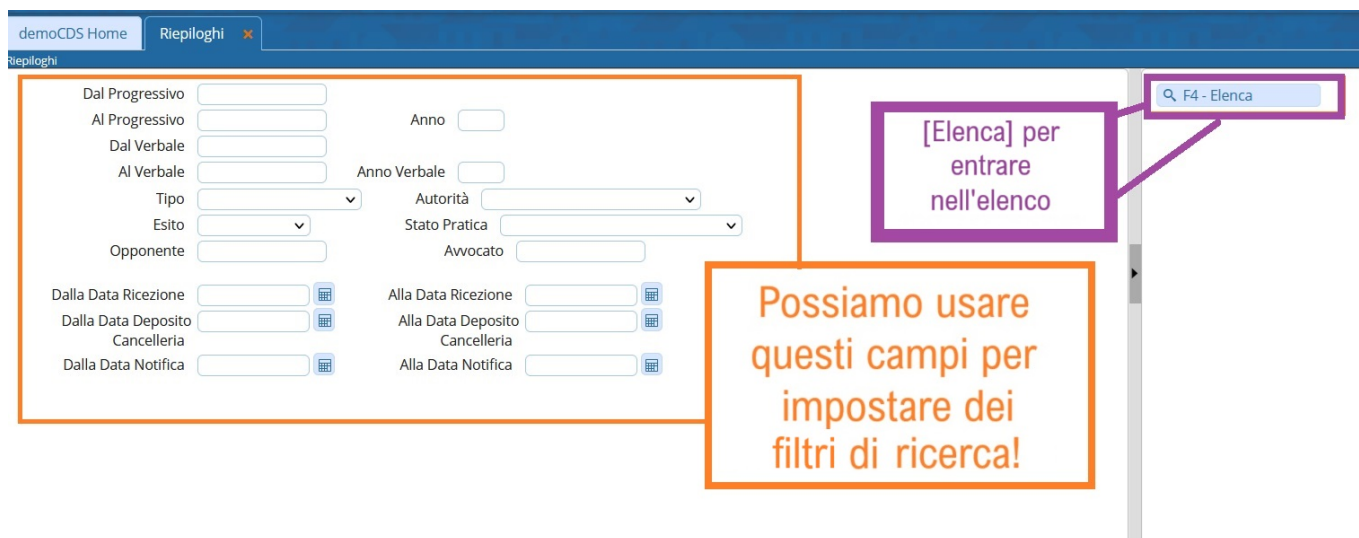 demoCDS Home Riepiloghi ×
Riepiloghi
Dal Progressivo
Al Progressivo Anno
Dal Verbale
Al Verbale Anno Verbale
Tipo Autorità
Esito Stato Pratica
Opponente Avvocato
Dalla Data Ricezione Alla Data Ricezione
Dalla Data Deposito Alla Data Deposito
Cancelleria Cancelleria
Dalla Data Notifica Alla Data Notifica
F4 - Elenca
[Elenca] per
entrare
nell'elenco
Possiamo usare
questi campi per
impostare dei
filtri di ricerca!